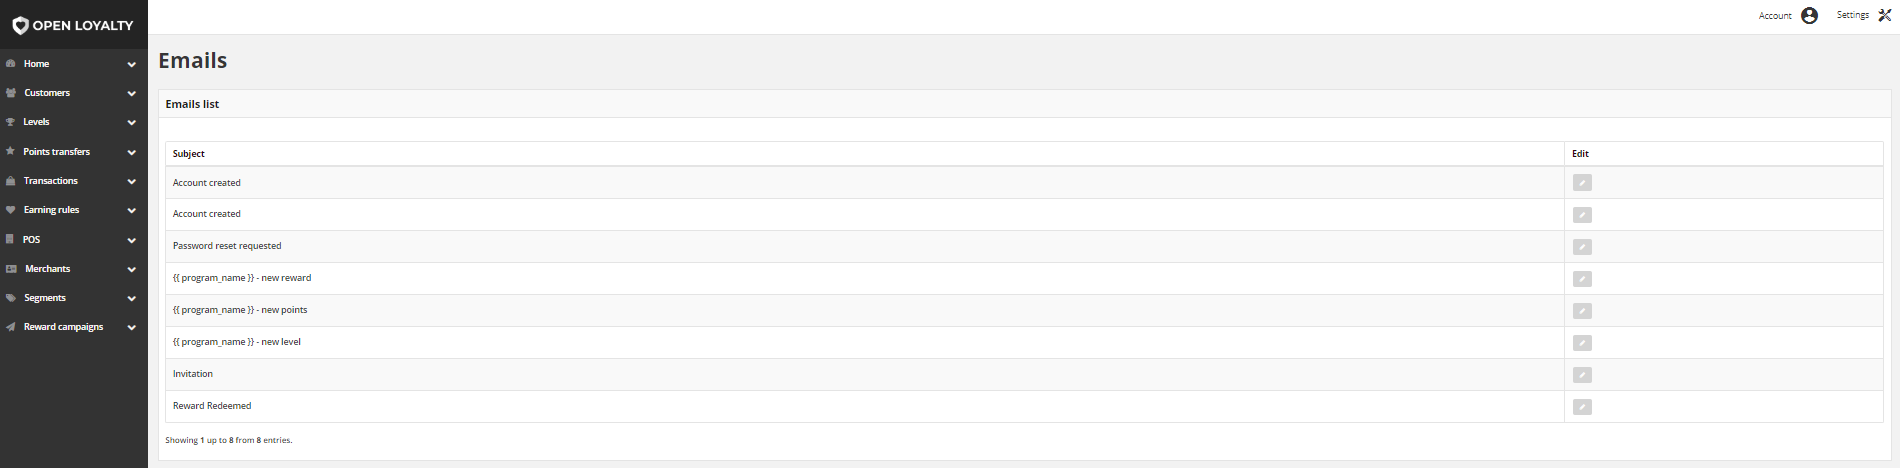 OPEN LOYALTY
Account
Settings
Home
Customers
Levels
Points transfers
Transactions
Earning rules
POS
Merchants
Segments
Reward campaigns
Emails
Emails list
Subject Edit
Account created
Account created
Password reset requested
{{ program_name }} - new reward
{{ program_name }} - new points
{{ program_name }} - new level
Invitation
Reward Redeemed
Showing 1 up to 8 from 8 entries.